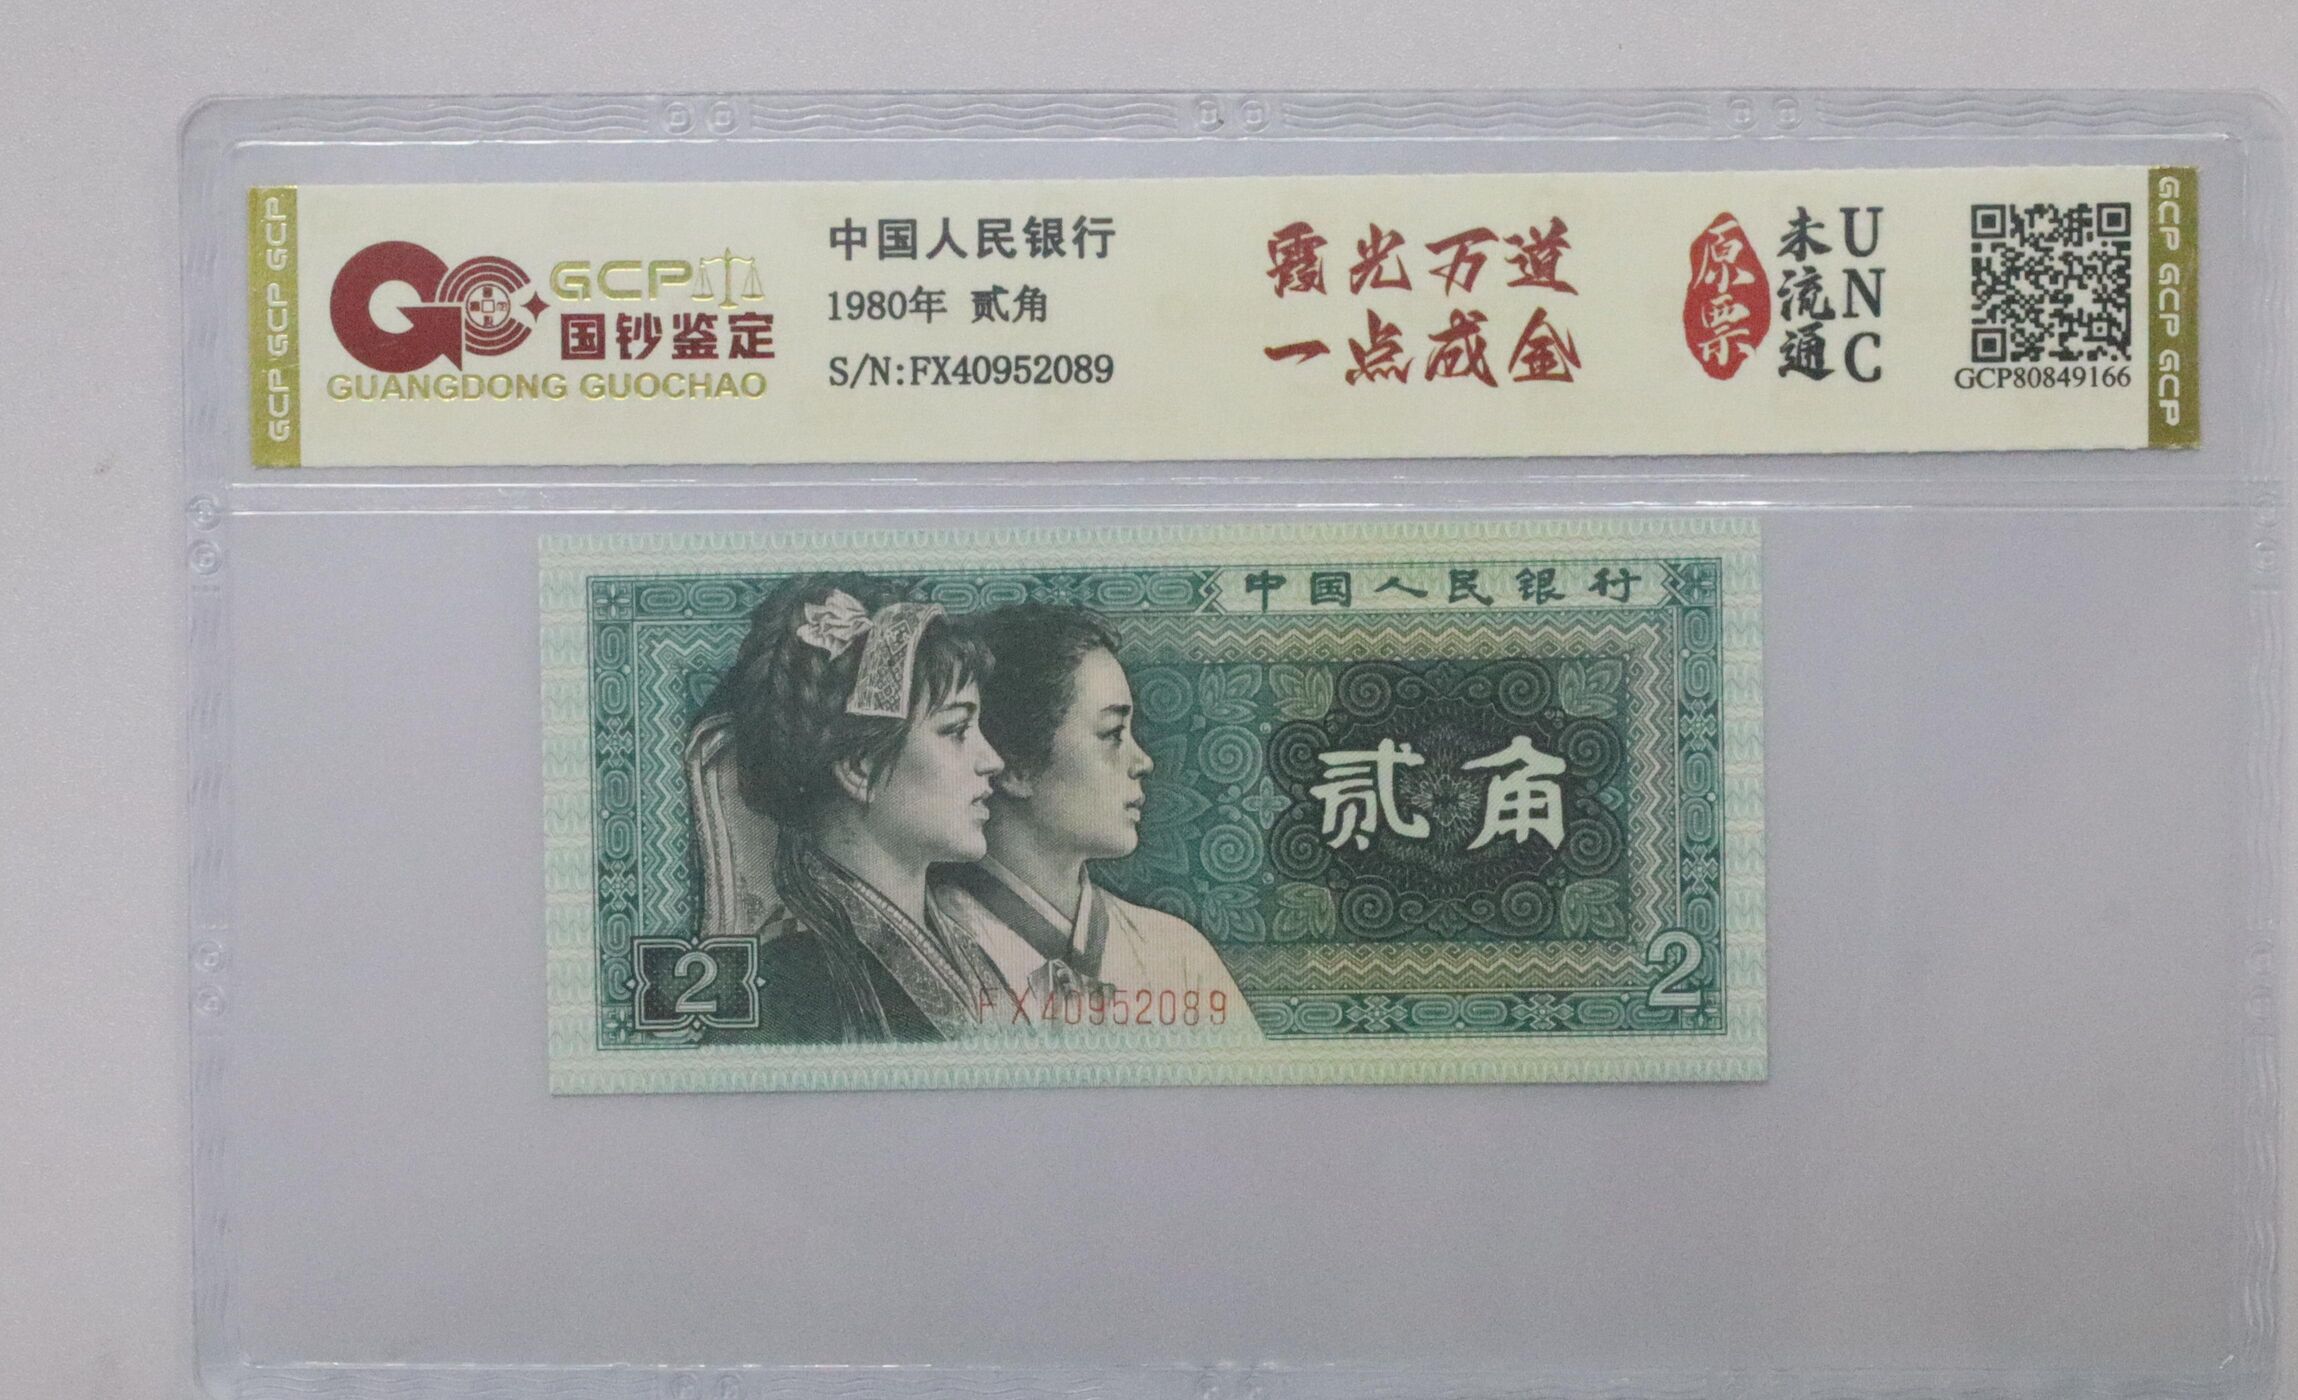 GCP GCP GCP
GCP
国钞鉴定
GUANGDONG GUOCHAO
中国人民银行
1980年 贰角
S/N:FX40952089
霞光万道
一点成金
原票
未流通
UNC
GCP80849166
GCP GCP GCP
中国人民银行
贰角
2
2
FX40952089